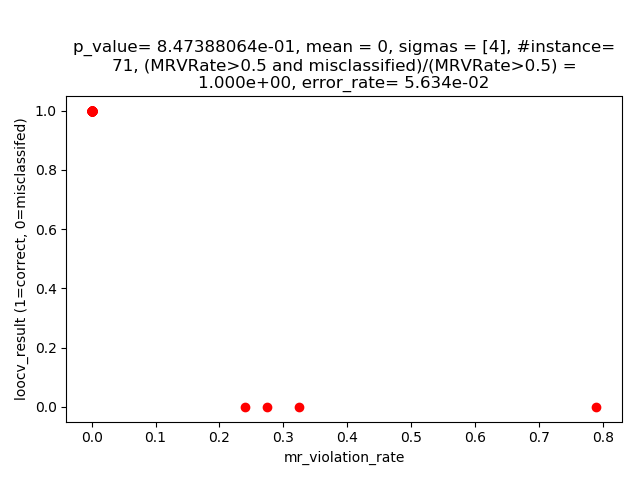 p_value= 8.47388064e-01, mean = 0, sigmas = [4], #instance=
71, (MRVRate>0.5 and misclassified)/(MRVRate>0.5) =
1.000e+00, error_rate= 5.634e-02
1.0
0.8
0.6
0.4
0.2
0.0
loocv_result (1=correct, 0=misclassifed)
0.0 0.1 0.2 0.3 0.4 0.5 0.6 0.7 0.8
mr_violation_rate